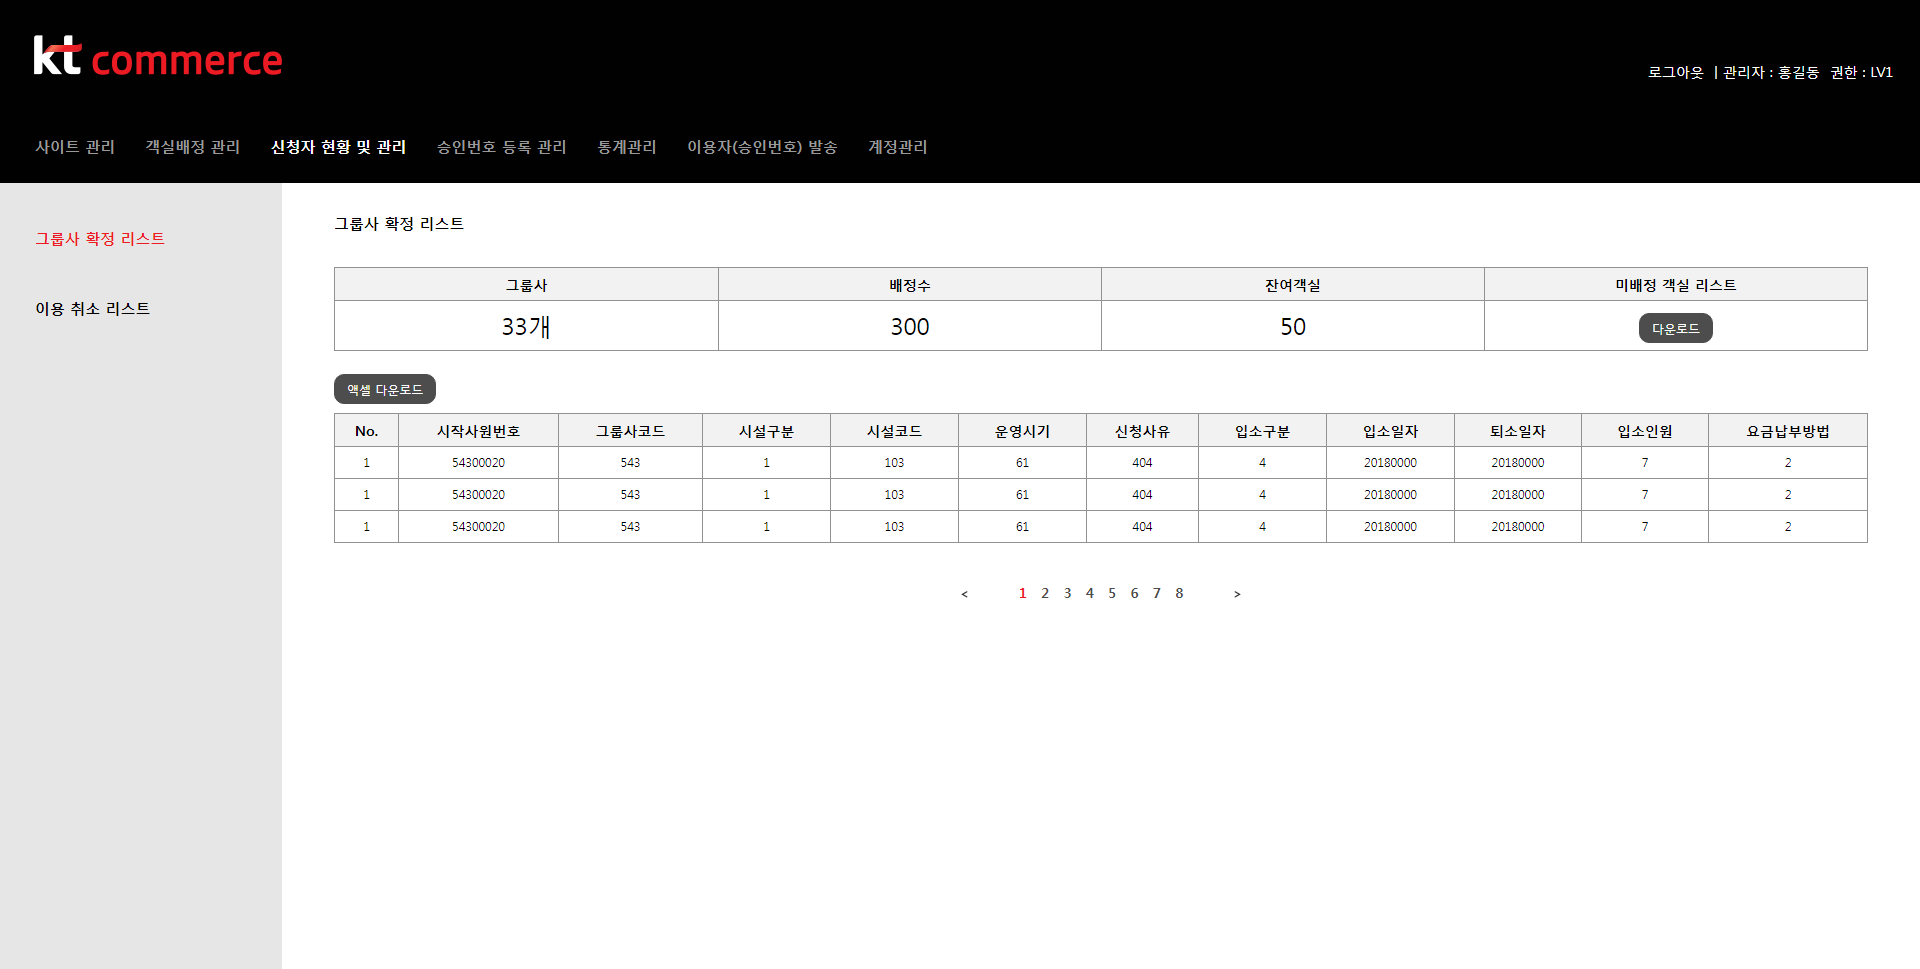 kt commerce
로그아웃 | 관리자 : 홍길동 권한 : LV1
사이트 관리 객실배정 관리 신청자 현황 및 관리 승인번호 등록 관리 통계관리 이용자(승인번호) 발송 계정관리
그룹사 확정 리스트
이용 취소 리스트
그룹사 확정 리스트
그룹사 배정수 잔여객실 미배정 객실 리스트
33개 300 50 다운로드
액셀 다운로드
No. 시작사원번호 그룹사코드 시설구분 시설코드 운영시기 신청사유 입소구분 입소일자 퇴소일자 입소인원 요금납부방법
1 54300020 543 1 103 61 404 4 20180000 20180000 7 2
1 54300020 543 1 103 61 404 4 20180000 20180000 7 2
1 54300020 543 1 103 61 404 4 20180000 20180000 7 2
< 1 2 3 4 5 6 7 8 >